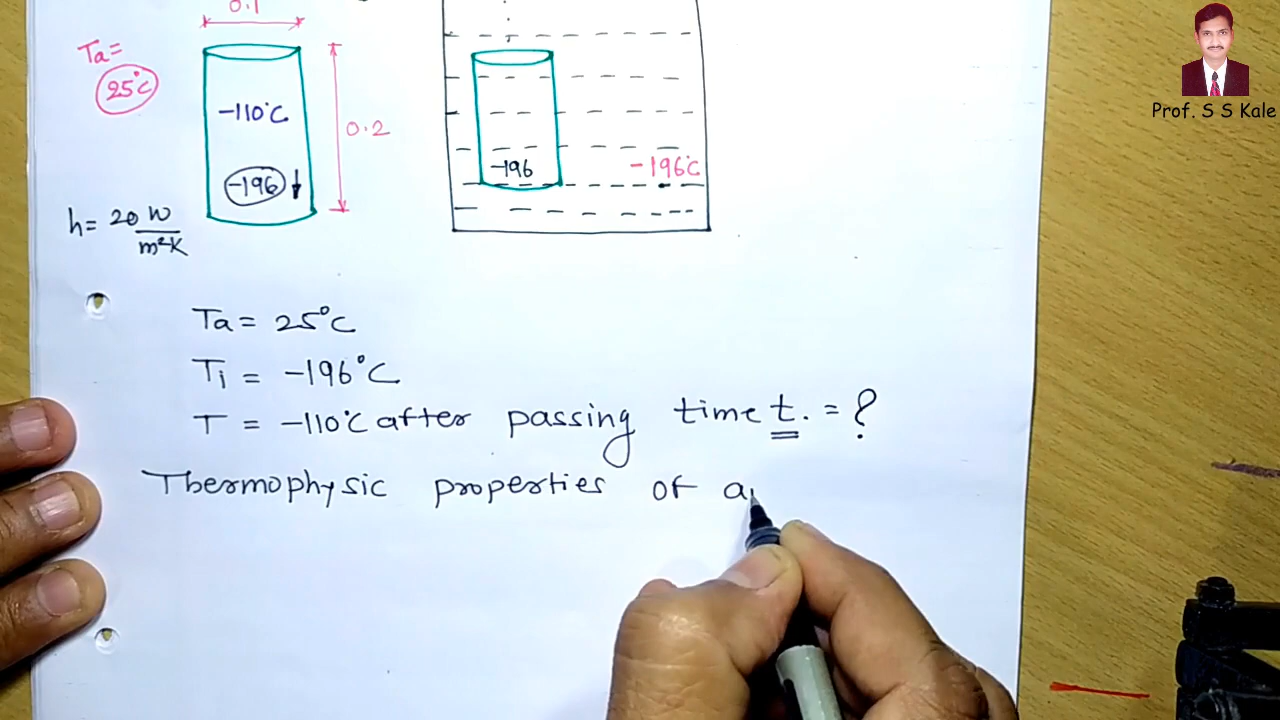 0.1
Ta=
25°C
-110°C
0.2
-196
-196
-196°C
h= 20 W
m²K
Ta = 25°C
Ti = -196°C
T = -110°C after passing time t. = ?
Thermophysic properties of a
Prof. S S Kale